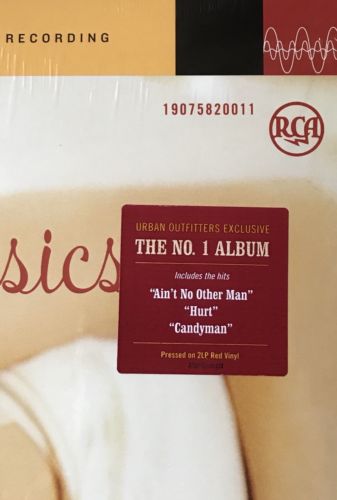 RECORDING
19075820011
RCA
sics
URBAN OUTFITTERS EXCLUSIVE
THE NO. 1 ALBUM
Includes the hits
“Ain’t No Other Man”
“Hurt”
“Candyman”
Pressed on 2LP Red Vinyl